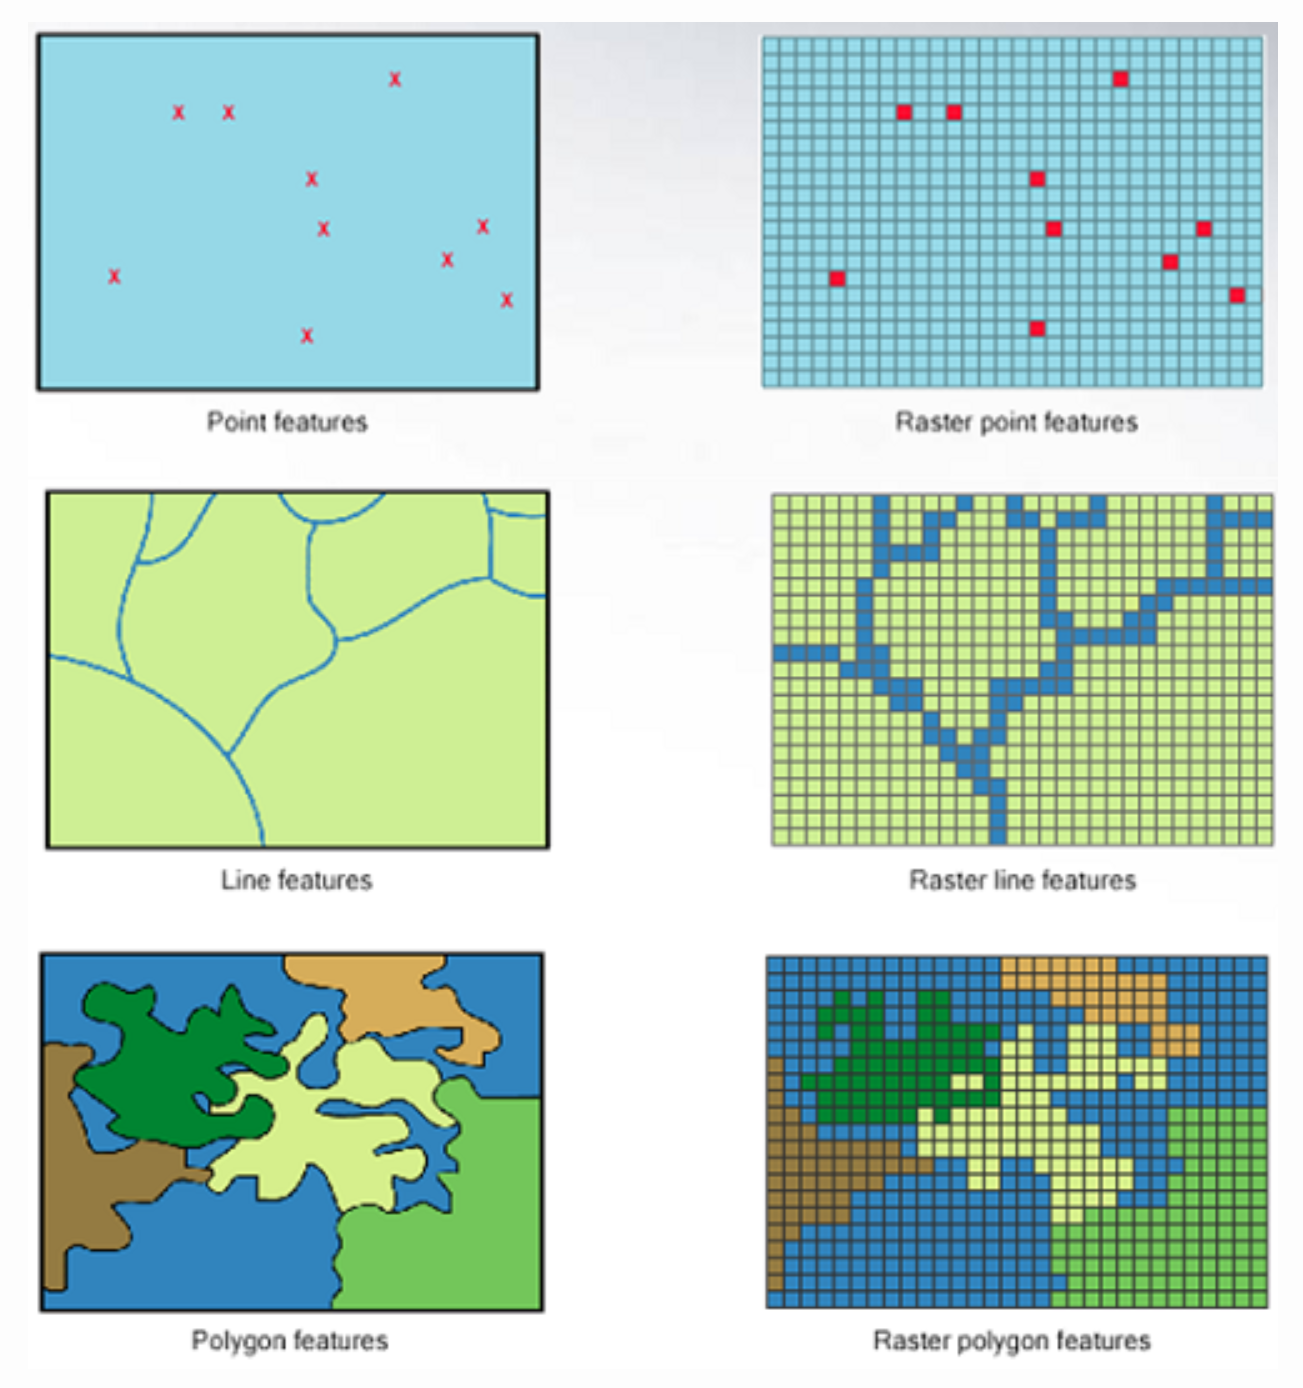 Point features
Raster point features
Line features
Raster line features
Polygon features
Raster polygon features